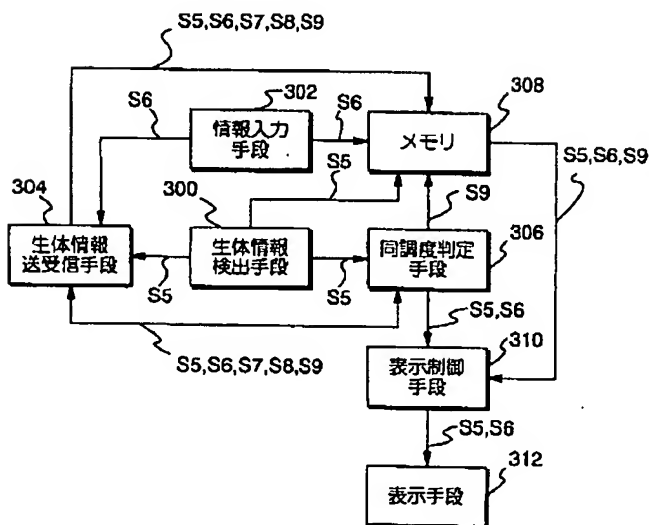 S5,S6,S7,S8,S9
302
308
S6
情報入力
手段
S6
メモリ
S5
S5,S6,S9
304
300
S9
306
生体情報
送受信手段
生体情報
検出手段
同調度判定
手段
S5
S5
S5,S6
310
S5,S6,S7,S8,S9
表示制御
手段
S5,S6
312
表示手段